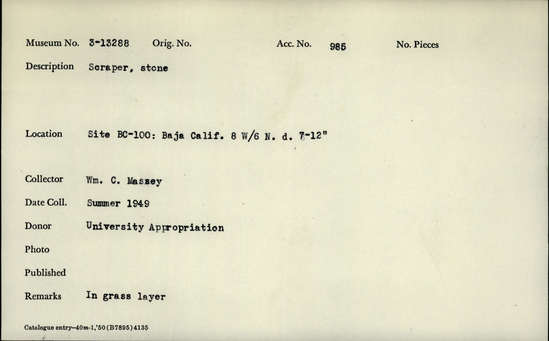 Museum No. 3-13288 Orig. No. Acc. No. 985 No. Pieces
Description Scraper, stone
Location Site BC-100: Baja Calif. 8 W/6 N. d. 7-12"
Collector Wm. C. Massey
Date Coll. Summer 1949
Donor University Appropriation
Photo
Published
Remarks In grass layer
Catalogue entry—40m-1,'50(B7895)4135